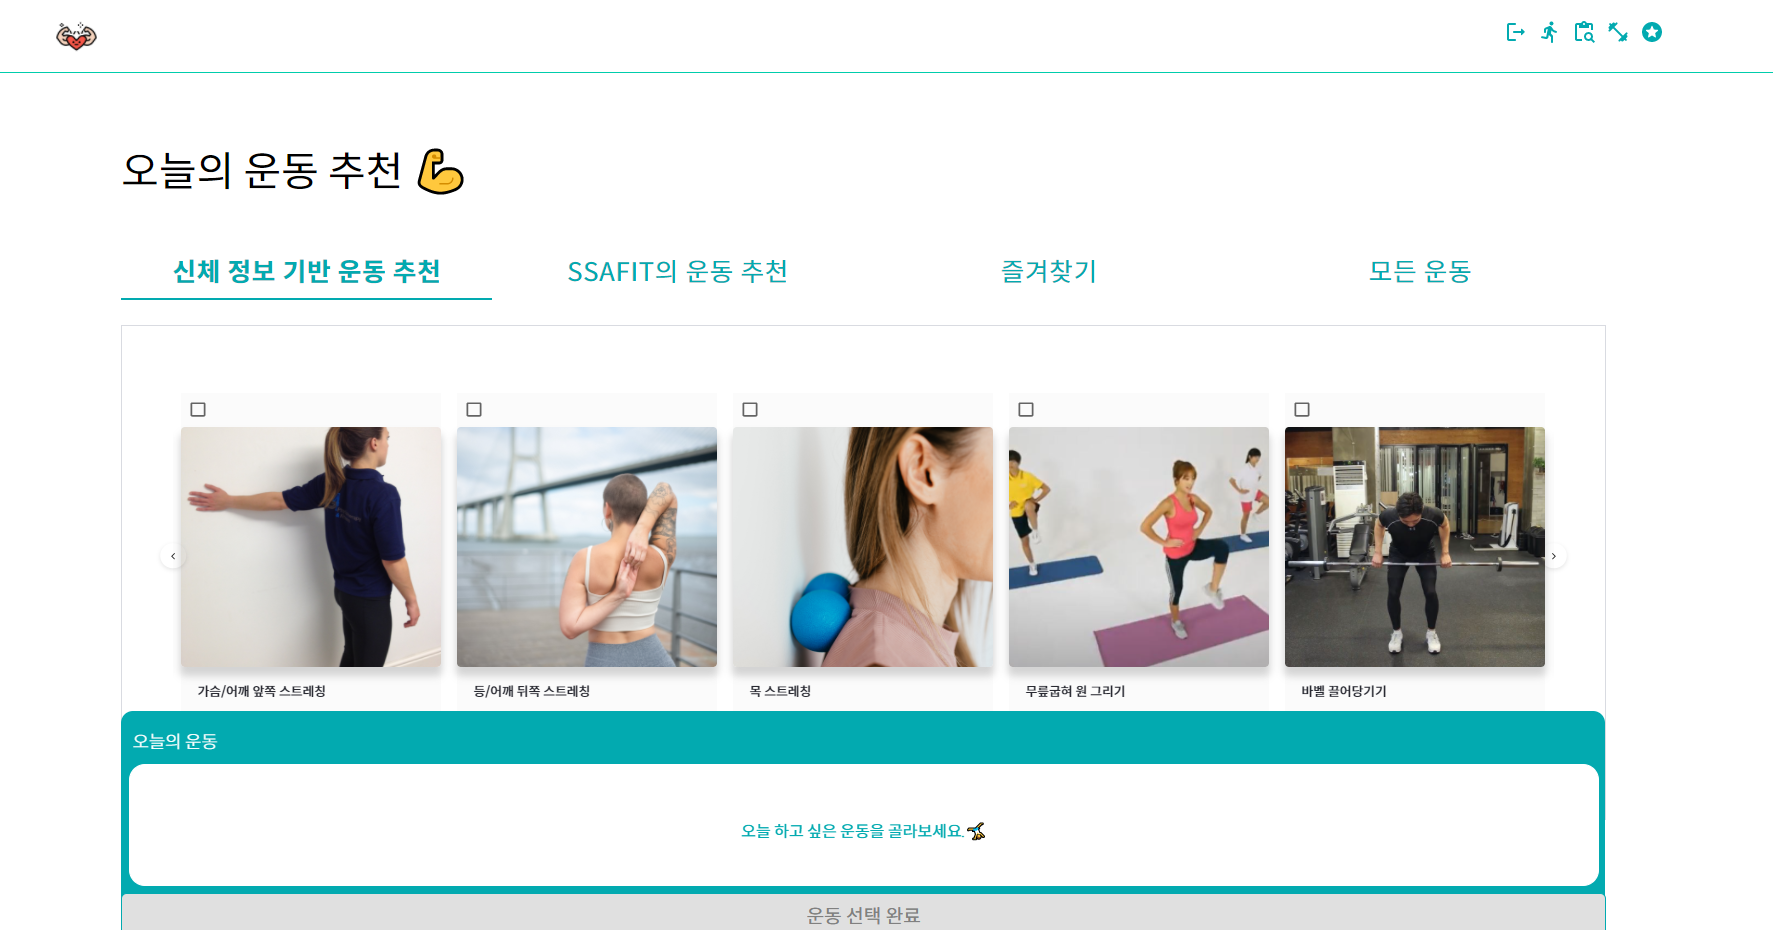 오늘의 운동 추천 💪
신체 정보 기반 운동 추천
SSAFIT의 운동 추천
즐겨찾기
모든 운동
가슴/어깨 앞쪽 스트레칭
등/어깨 뒤쪽 스트레칭
목 스트레칭
무릎굽혀 원 그리기
바벨 끌어당기기
오늘의 운동
오늘 하고 싶은 운동을 골라보세요.🤸
운동 선택 완료